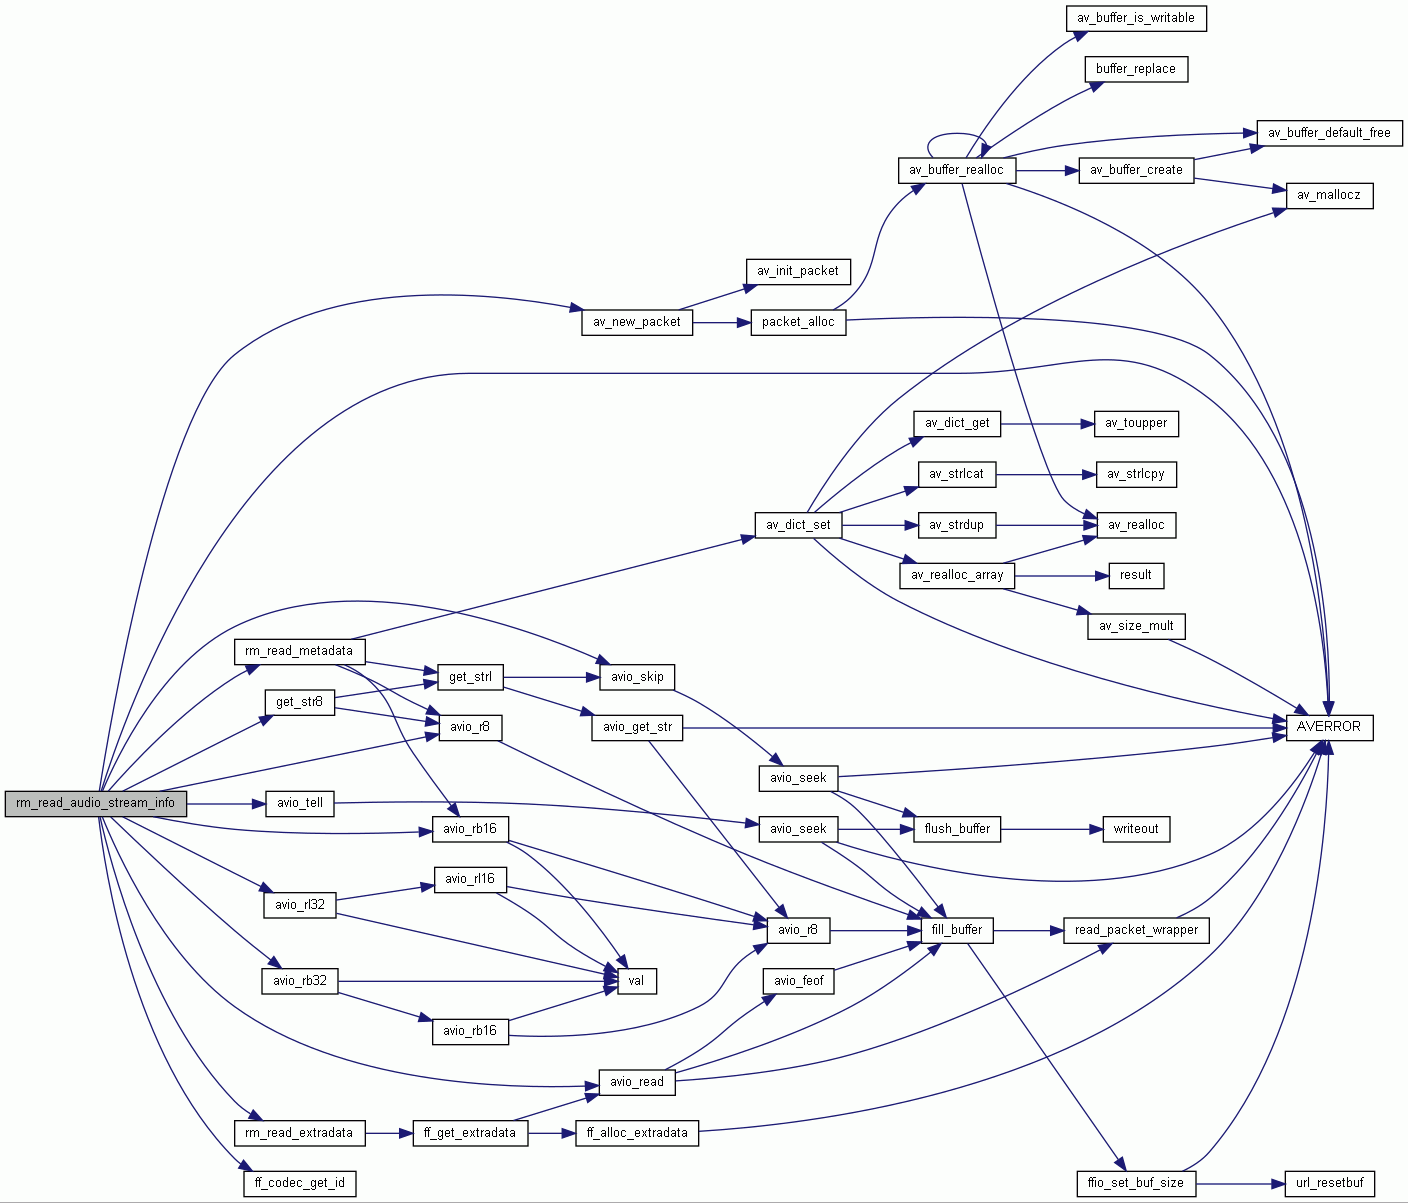 av_buffer_is_writable
buffer_replace
av_buffer_default_free
av_buffer_realloc
av_buffer_create
av_mallocz
av_init_packet
av_new_packet
packet_alloc
av_dict_get
av_toupper
av_strlcat
av_strlcpy
av_dict_set
av_strdup
av_realloc
av_realloc_array
result
av_size_mult
rm_read_metadata
get_strl
avio_skip
get_str8
avio_r8
avio_get_str
AVERROR
avio_seek
rm_read_audio_stream_info
avio_tell
avio_rb16
avio_seek
flush_buffer
writeout
avio_rl16
avio_rl32
avio_r8
fill_buffer
read_packet_wrapper
avio_rb32
val
avio_feof
avio_rb16
avio_read
rm_read_extradata
ff_get_extradata
ff_alloc_extradata
ff_codec_get_id
ffio_set_buf_size
url_resetbuf